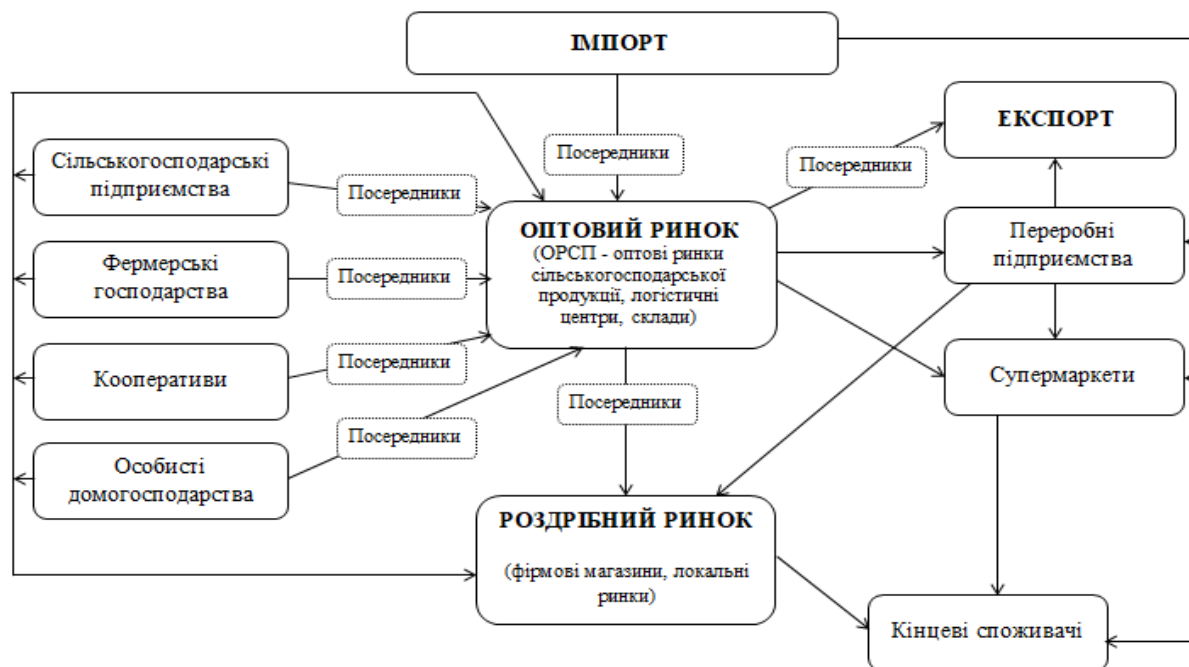 ІМПОРТ
ЕКСПОРТ
Посередники
Посередники
Сільськогосподарські
підприємства
Посередники
ОПТОВИЙ РИНОК
(ОРСП - оптові ринки
сільськогосподарської
продукції, логістичні
центри, склади)
Переробні
підприємства
Фермерські
господарства
Посередники
Кооперативи
Посередники
Супермаркети
Посередники
Особисті
домогосподарства
Посередники
РОЗДРІБНИЙ РИНОК
(фірмові магазини, локальні
ринки)
Кінцеві споживачі